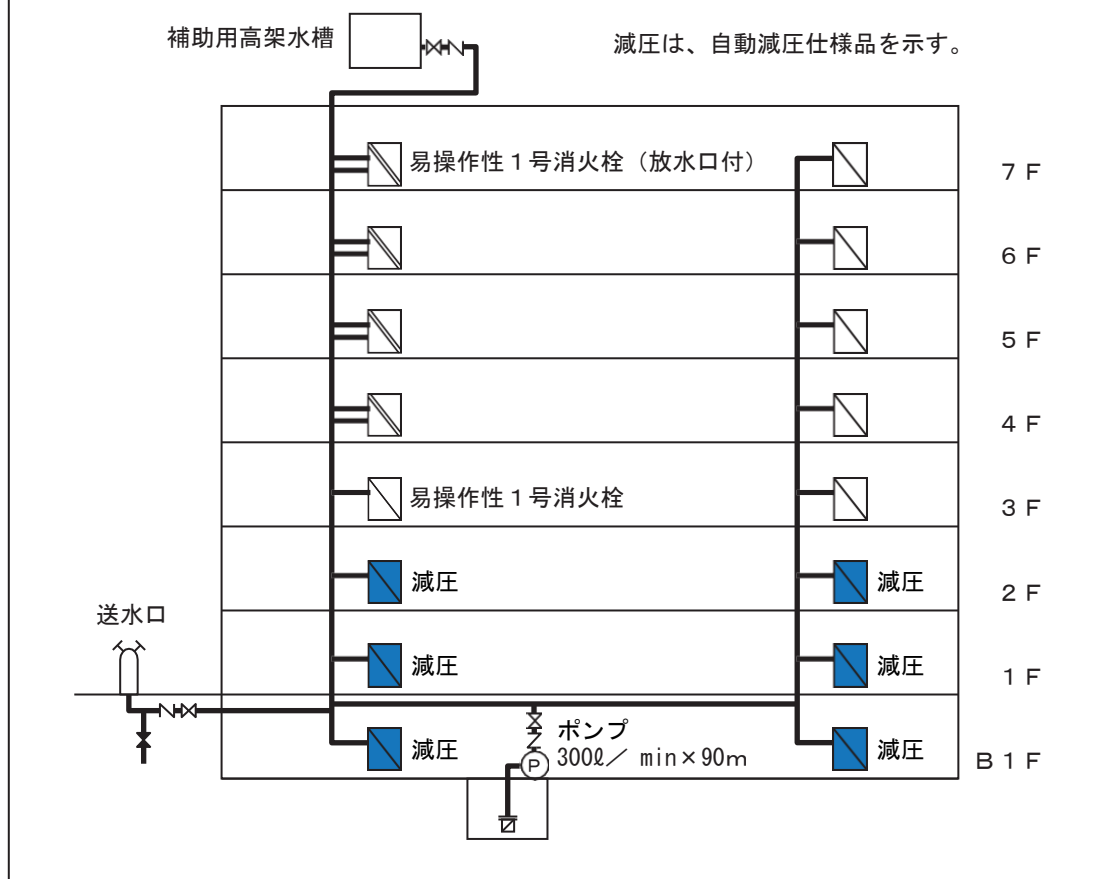 補助用高架水槽
減圧は、自動減圧仕様品を示す。
易操作性1号消火栓（放水口付）
7F
6F
5F
4F
易操作性1号消火栓
3F
減圧
減圧
2F
送水口
減圧
減圧
1F
ポンプ
300ℓ／min×90m
P
減圧
減圧
B1F